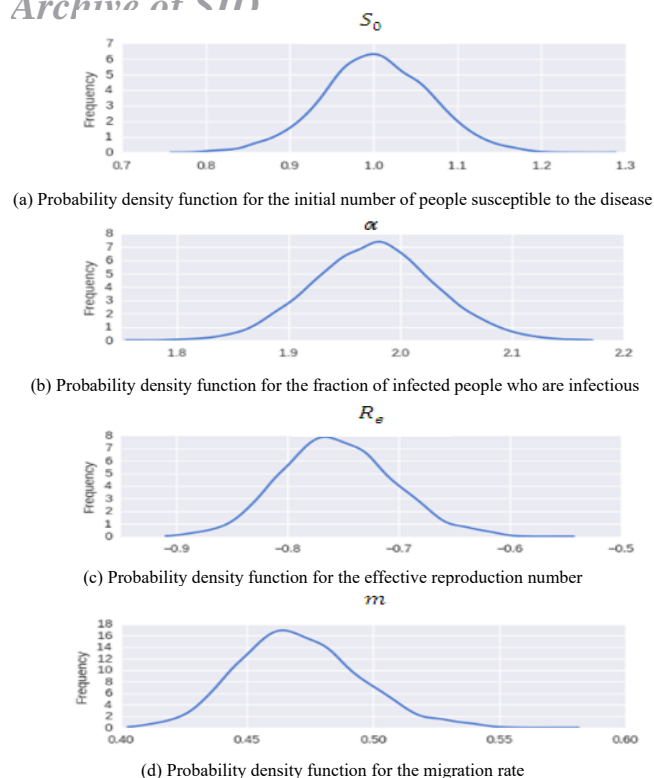 Archive of SID
S₀
7
6
5
4
3
2
1
0
Frequency
0.7 0.8 0.9 1.0 1.1 1.2 1.3
(a) Probability density function for the initial number of people susceptible to the disease
α
8
7
6
5
4
3
2
1
0
Frequency
1.8 1.9 2.0 2.1 2.2
(b) Probability density function for the fraction of infected people who are infectious
Rₑ
8
7
6
5
4
3
2
1
0
Frequency
−0.9 −0.8 −0.7 −0.6 −0.5
(c) Probability density function for the effective reproduction number
m
18
16
14
12
10
8
6
4
2
0
Frequency
0.40 0.45 0.50 0.55 0.60
(d) Probability density function for the migration rate